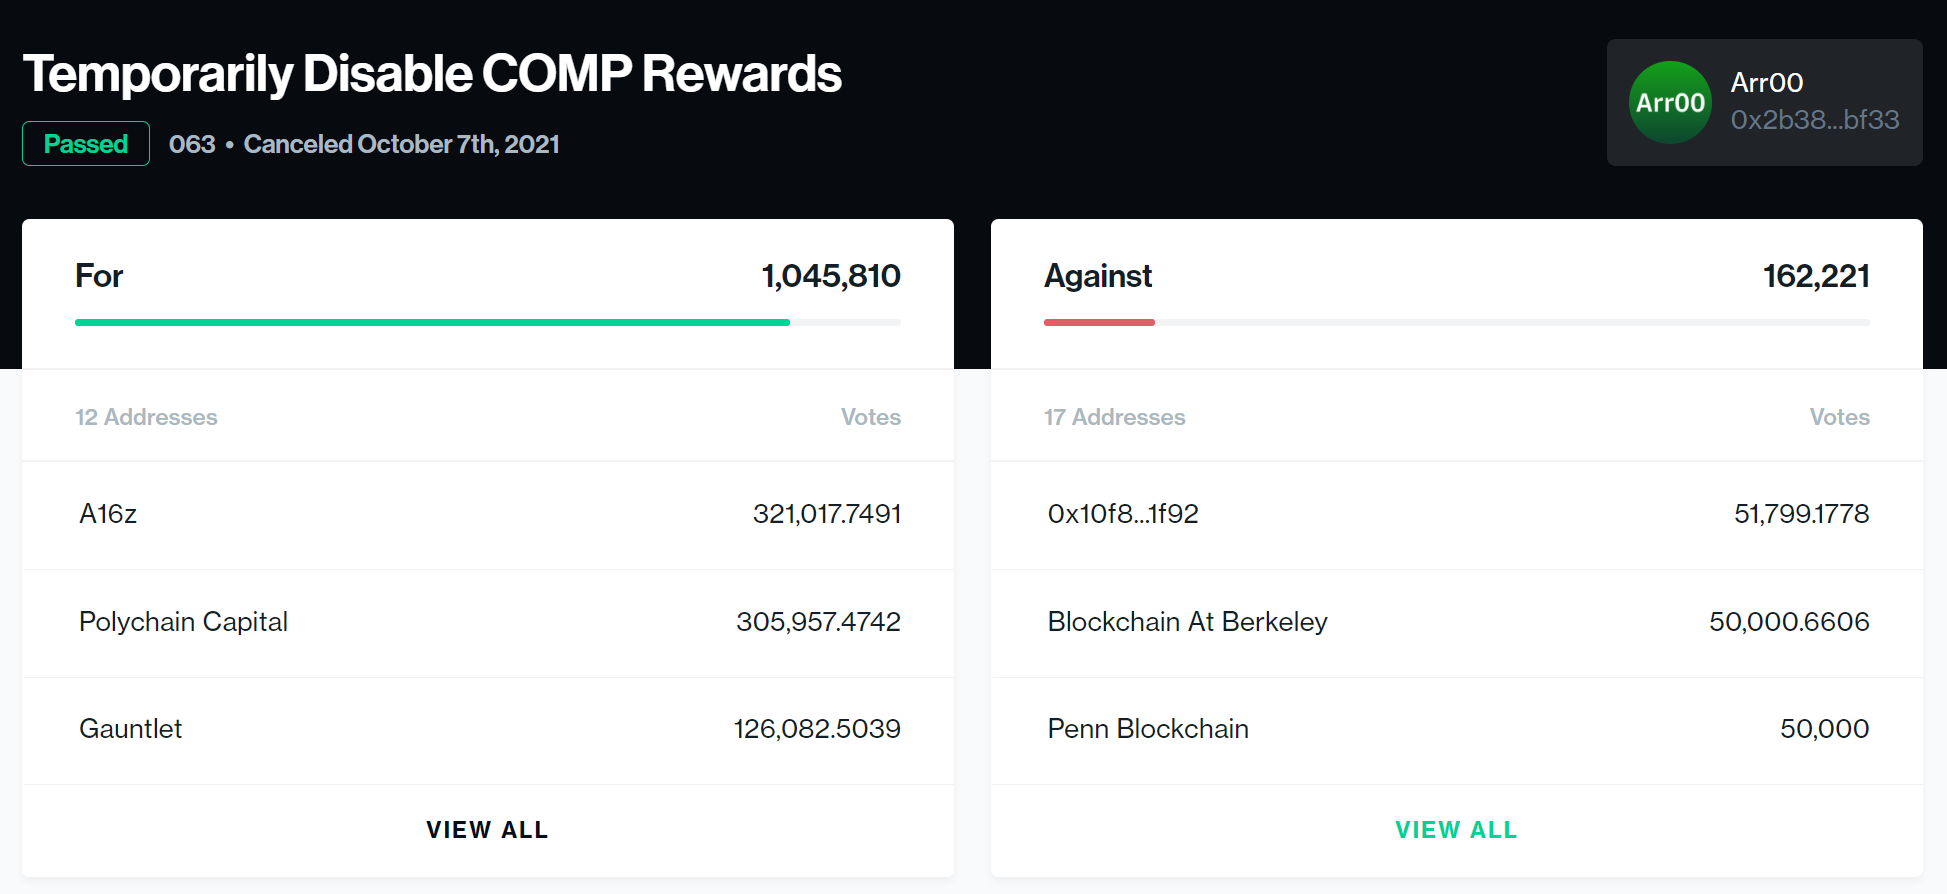 Temporarily Disable COMP Rewards
Passed 063 • Canceled October 7th, 2021
Arr00
Arr00
0x2b38...bf33
For 1,045,810
12 Addresses Votes
A16z 321,017.7491
Polychain Capital 305,957.4742
Gauntlet 126,082.5039
VIEW ALL
Against 162,221
17 Addresses Votes
0x10f8...1f92 51,799.1778
Blockchain At Berkeley 50,000.6606
Penn Blockchain 50,000
VIEW ALL